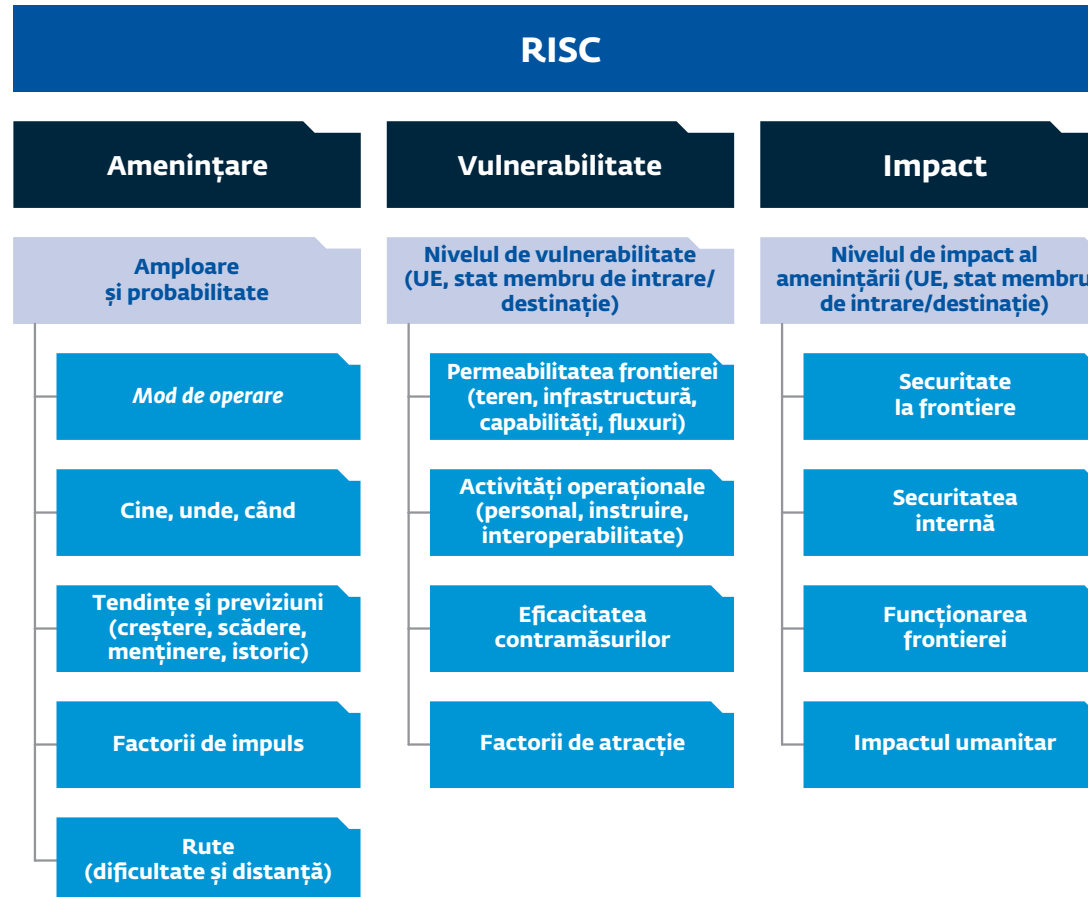 RISC
Amenințare
Amploare
și probabilitate
Mod de operare
Cine, unde, când
Tendințe și previziuni
(creștere, scădere,
menținere, istoric)
Factorii de impuls
Rute
(dificultate și distanță)
Vulnerabilitate
Nivelul de vulnerabilitate
(UE, stat membru de intrare/
destinație)
Permeabilitatea frontierei
(teren, infrastructură,
capabilități, fluxuri)
Activități operaționale
(personal, instruire,
interoperabilitate)
Eficacitatea
contramăsurilor
Factorii de atracție
Impact
Nivelul de impact al
amenințării (UE, stat membru
de intrare/destinație)
Securitate
la frontiere
Securitatea
internă
Funcționarea
frontierei
Impactul umanitar